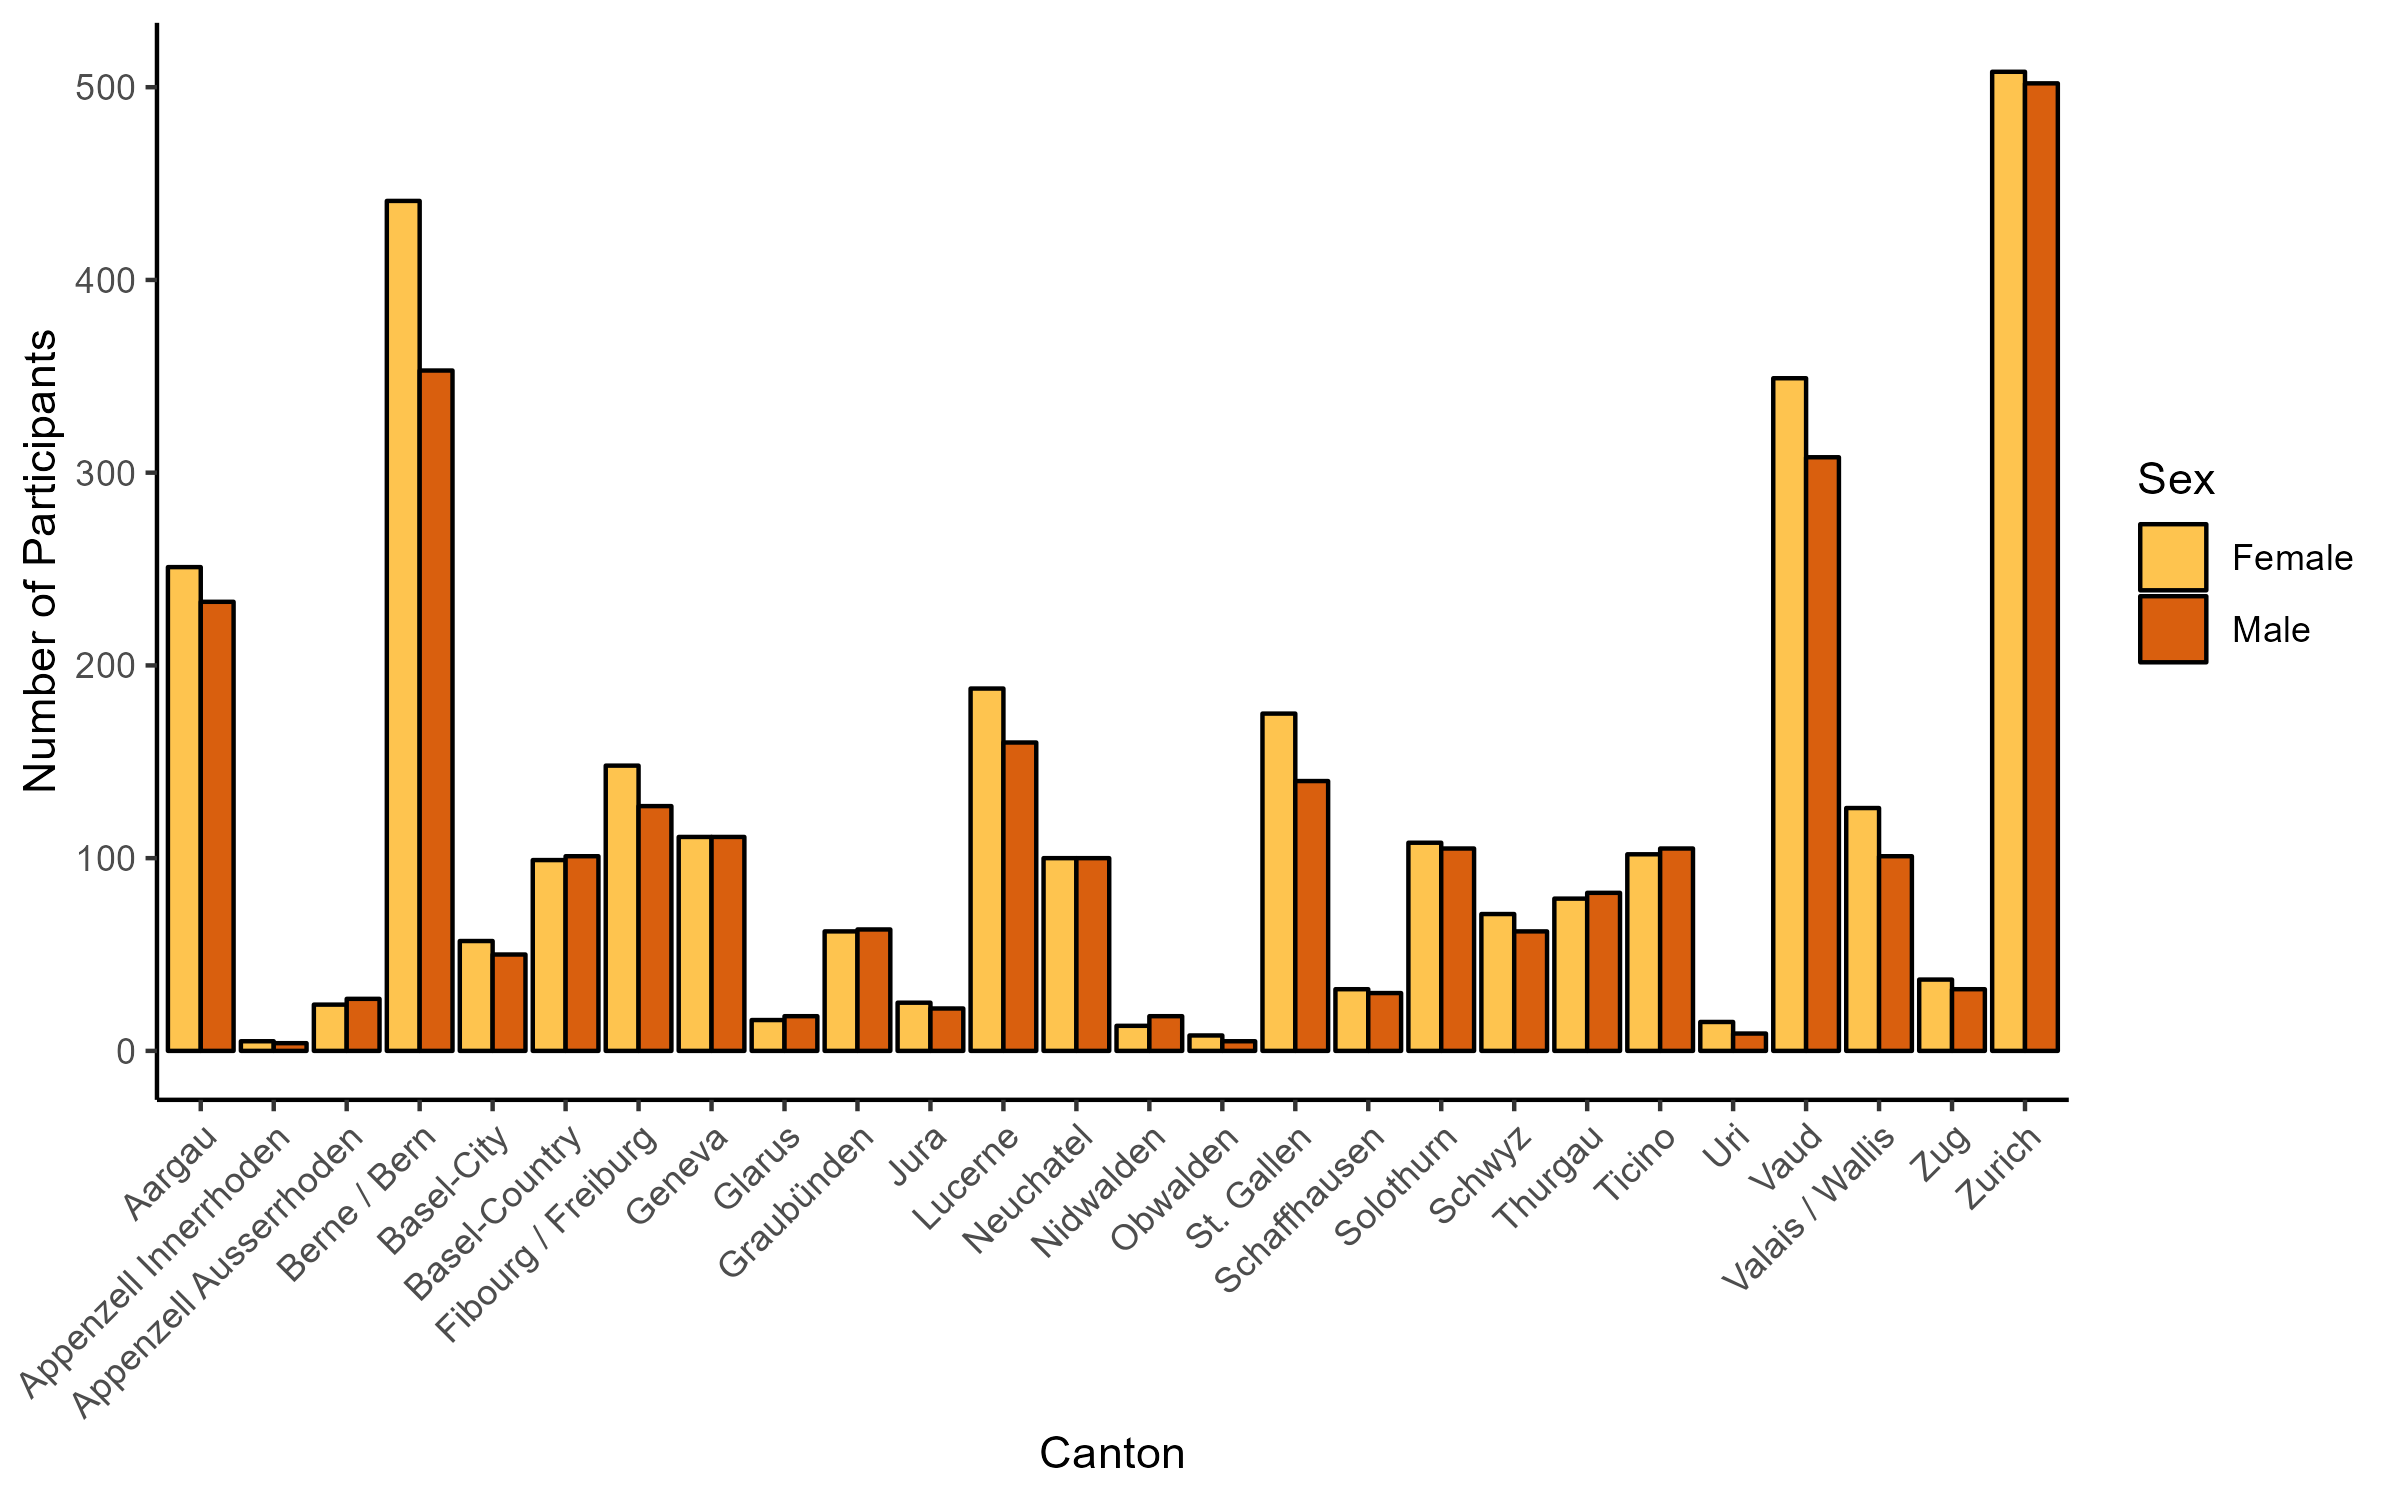 Number of Participants
500
400
300
200
100
0
Aargau
Appenzell Innerrhoden
Appenzell Ausserrhoden
Berne / Bern
Basel-City
Basel-Country
Fibourg / Freiburg
Geneva
Glarus
Graubünden
Jura
Lucerne
Neuchatel
Nidwalden
Obwalden
St. Gallen
Schaffhausen
Solothurn
Schwyz
Thurgau
Ticino
Uri
Vaud
Valais / Wallis
Zug
Zurich
Canton
Sex
Female
Male